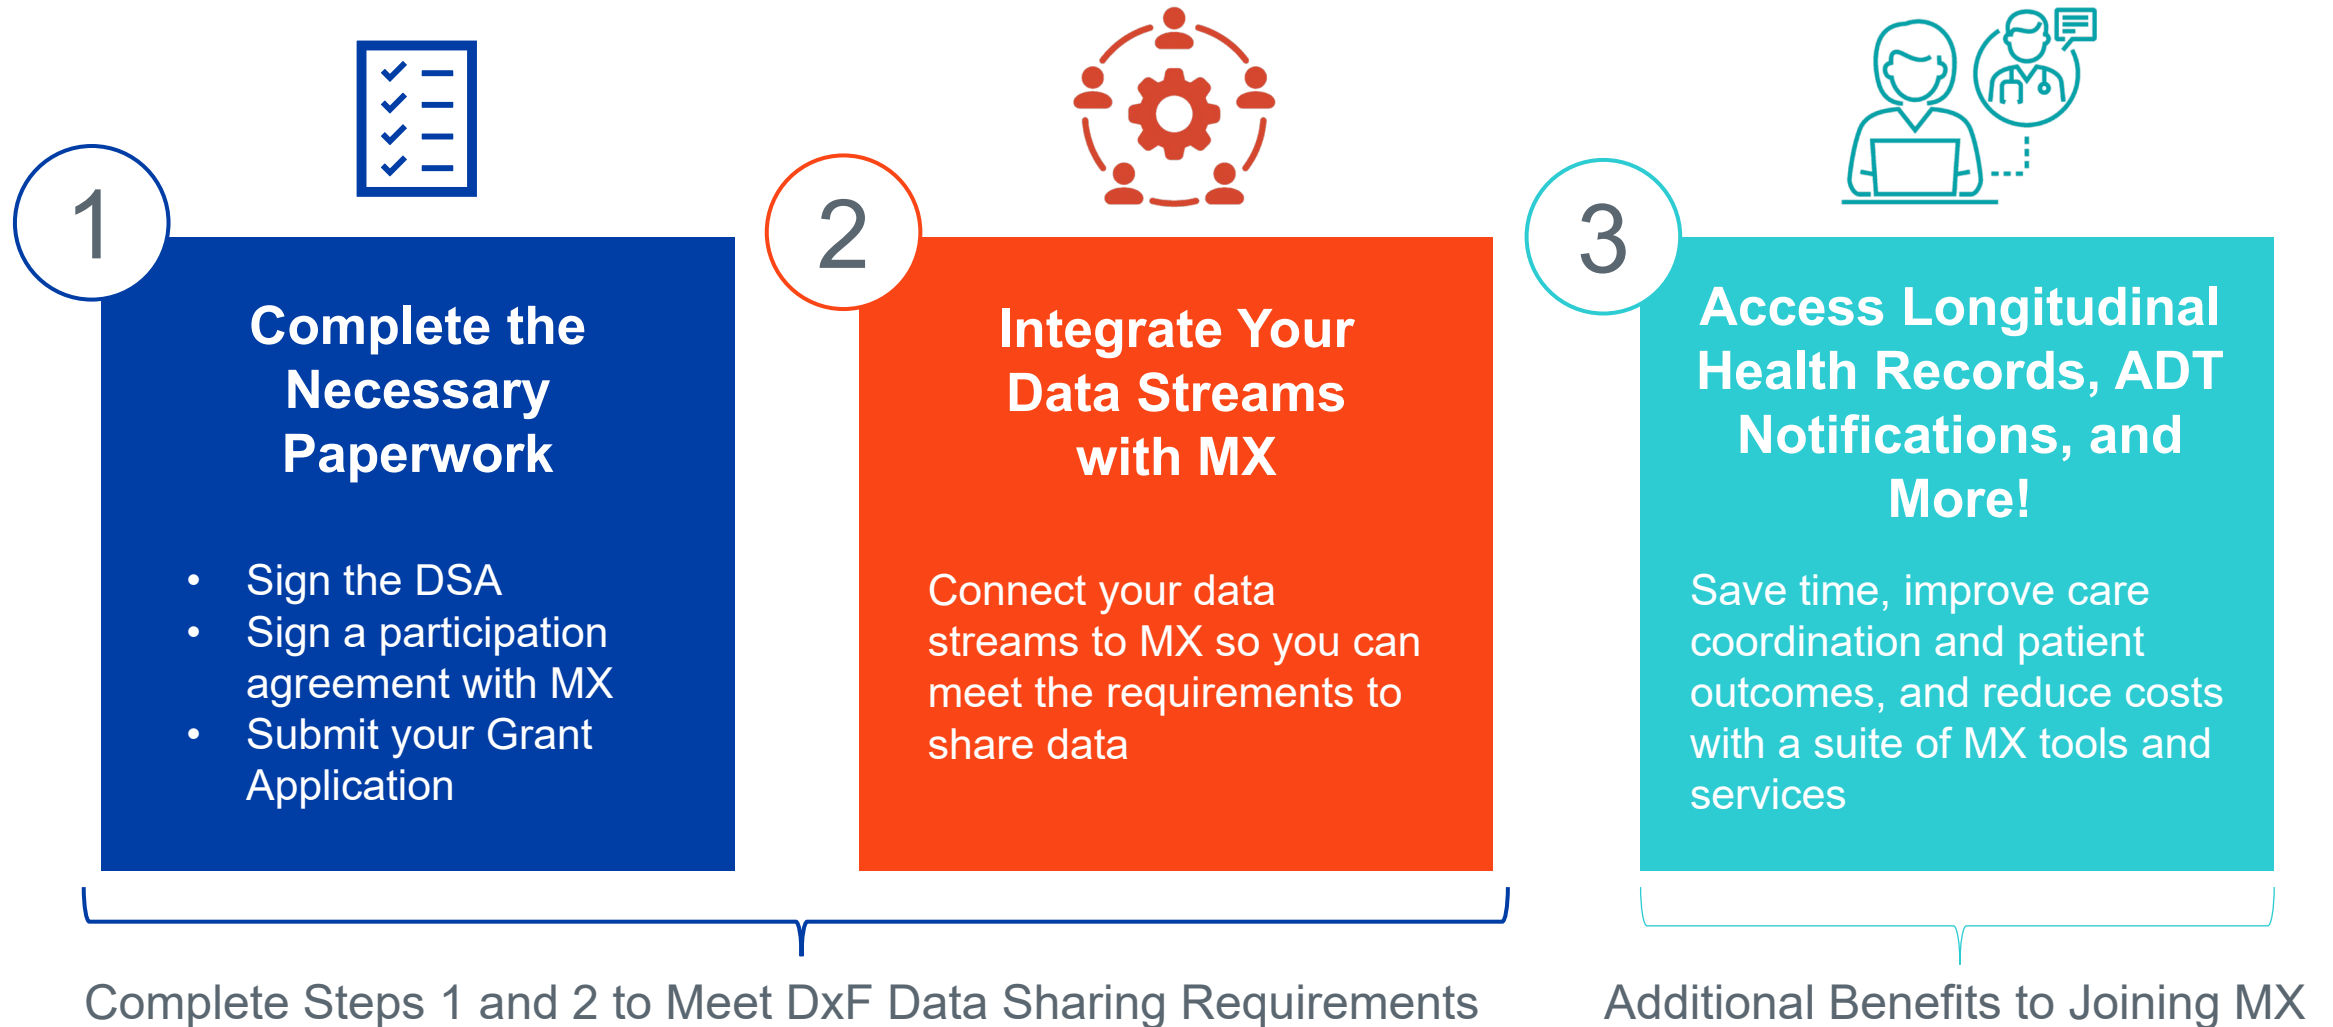 1
Complete the
Necessary
Paperwork
• Sign the DSA
• Sign a participation
agreement with MX
• Submit your Grant
Application
2
Integrate Your
Data Streams
with MX
Connect your data
streams to MX so you can
meet the requirements to
share data
3
Access Longitudinal
Health Records, ADT
Notifications, and
More!
Save time, improve care
coordination and patient
outcomes, and reduce costs
with a suite of MX tools and
services
Complete Steps 1 and 2 to Meet DxF Data Sharing Requirements
Additional Benefits to Joining MX